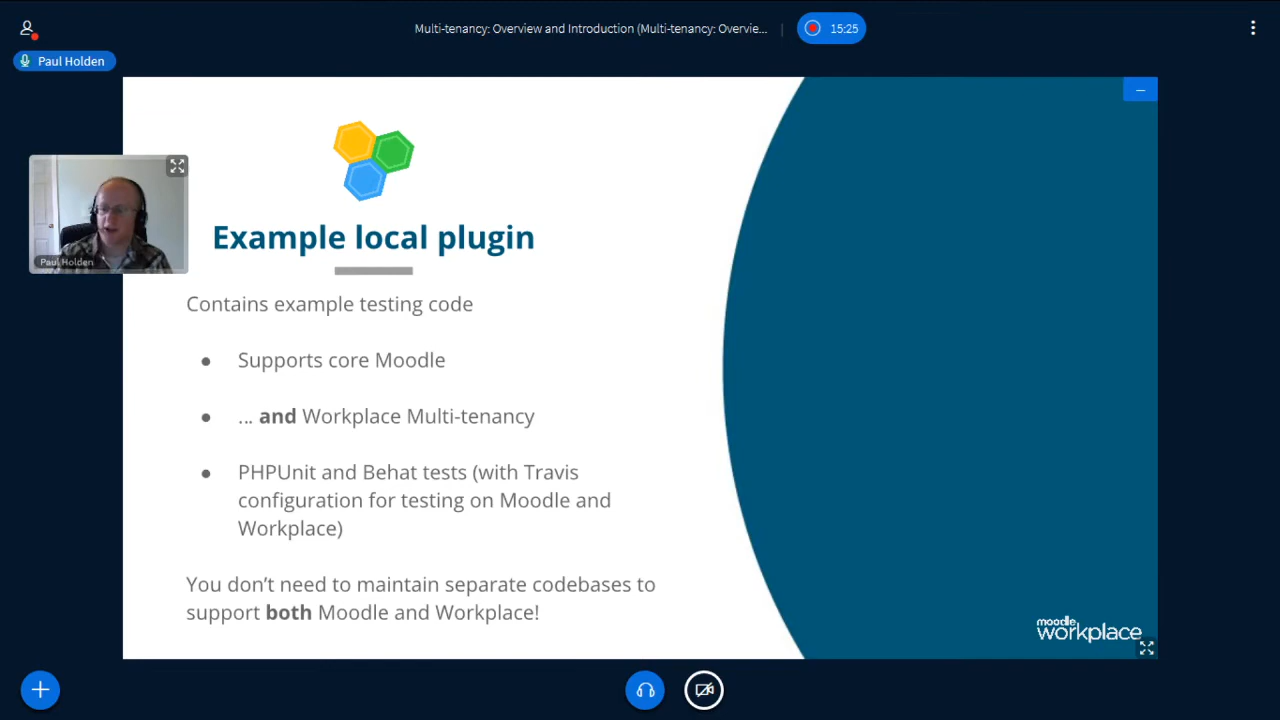 Multi-tenancy: Overview and Introduction (Multi-tenancy: Overvie...
15:25
Paul Holden
Paul Holden
Example local plugin
Contains example testing code
● Supports core Moodle
● ... and Workplace Multi-tenancy
● PHPUnit and Behat tests (with Travis
configuration for testing on Moodle and
Workplace)
You don't need to maintain separate codebases to
support both Moodle and Workplace!
moodle
workplace